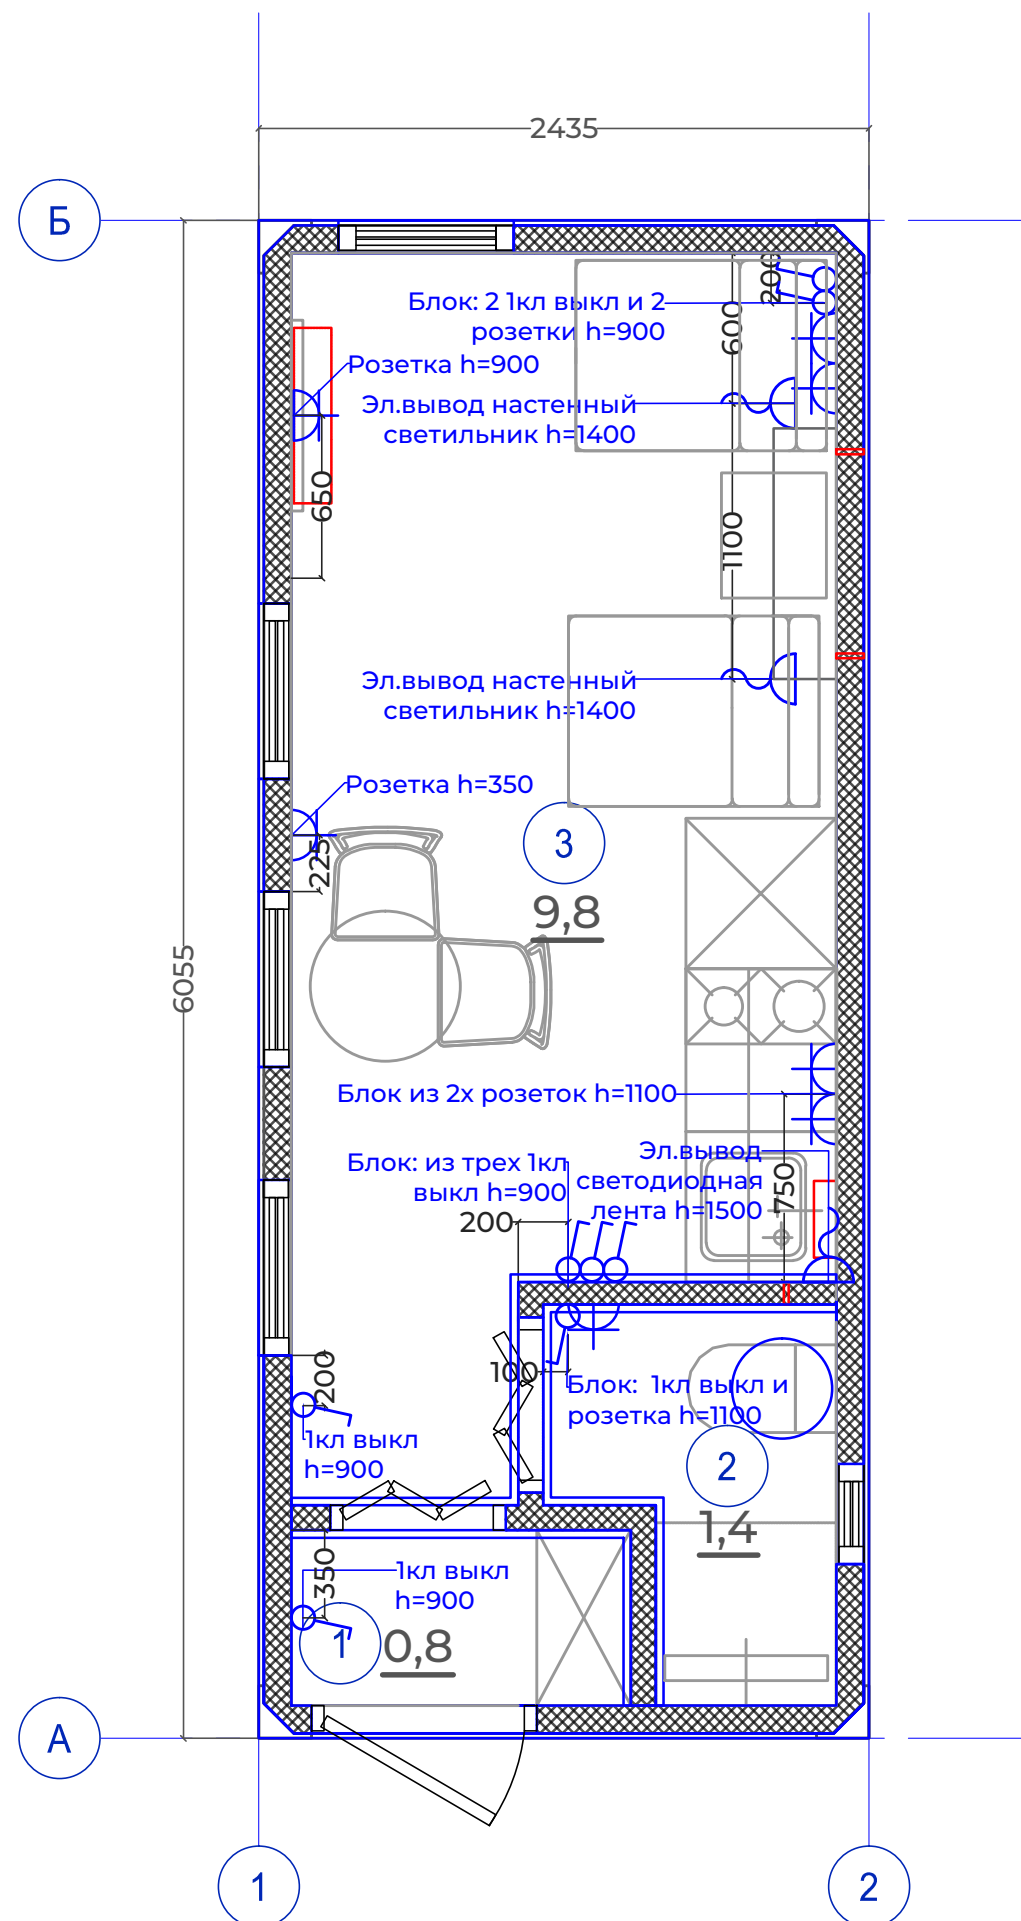 2435
Б
200
Блок: 2 1кл выкл и 2
розетки h=900
600
Розетка h=900
Эл.вывод настенный
светильник h=1400
650
1100
Эл.вывод настенный
светильник h=1400
Розетка h=350
3
225
9,8
6055
Блок из 2х розеток h=1100
Эл.вывод
светодиодная
лента h=1500
Блок: из трех 1кл
выкл h=900
750
200
200
100
Блок: 1кл выкл и
розетка h=1100
1кл выкл
h=900
2
1,4
350
1кл выкл
h=900
1
0,8
А
1
2